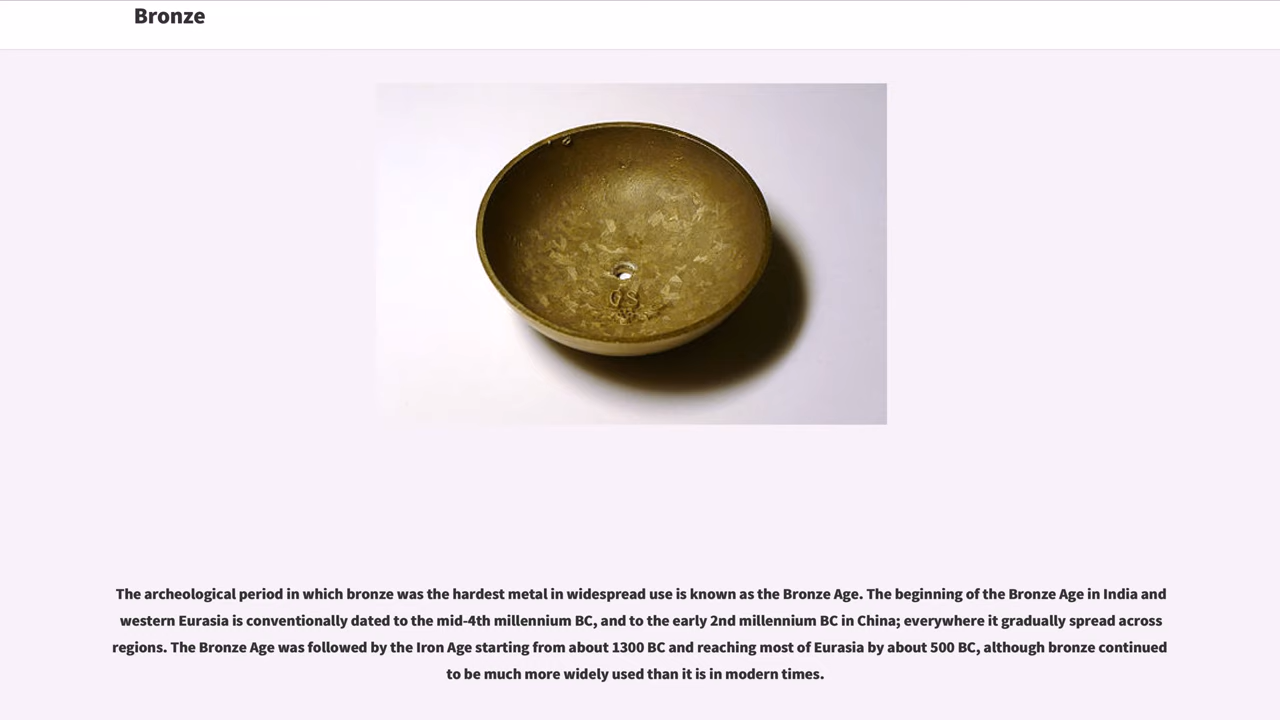 Bronze
GS
The archeological period in which bronze was the hardest metal in widespread use is known as the Bronze Age. The beginning of the Bronze Age in India and
western Eurasia is conventionally dated to the mid-4th millennium BC, and to the early 2nd millennium BC in China; everywhere it gradually spread across
regions. The Bronze Age was followed by the Iron Age starting from about 1300 BC and reaching most of Eurasia by about 500 BC, although bronze continued
to be much more widely used than it is in modern times.